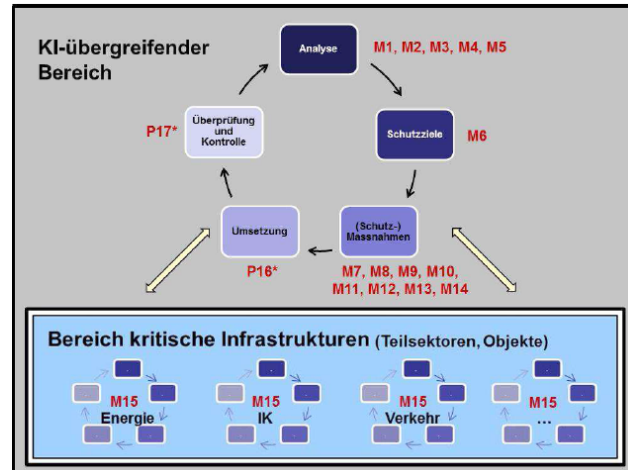 KI-übergreifender
Bereich
Analyse
M1, M2, M3, M4, M5
P17*
Überprüfung
und
Kontrolle
Schutzziele
M6
Umsetzung
(Schutz-)
Massnahmen
P16*
M7, M8, M9, M10,
M11, M12, M13, M14
Bereich kritische Infrastrukturen (Teilsektoren, Objekte)
M15
Energie
M15
IK
M15
Verkehr
M15
...